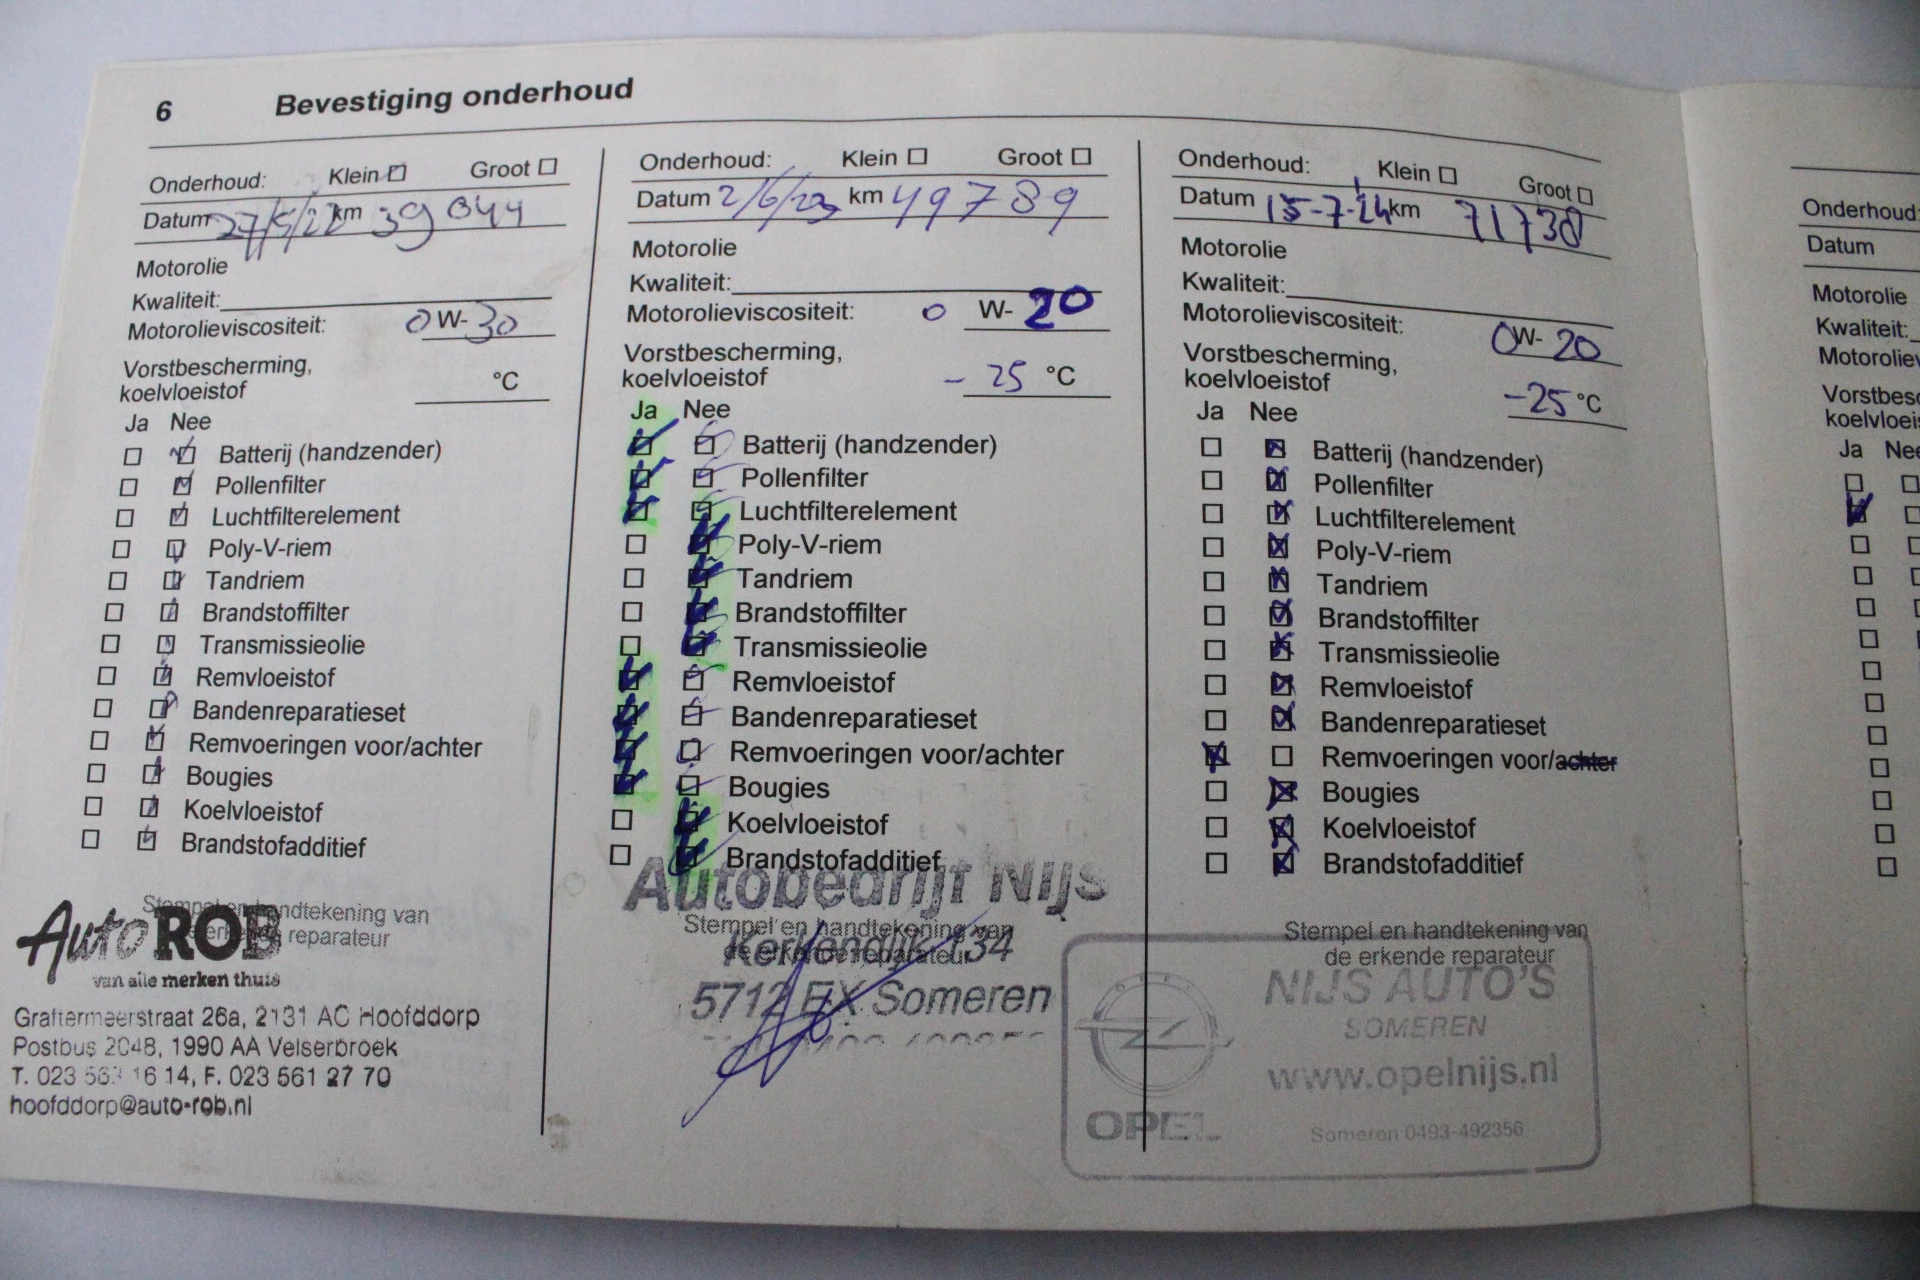 6 Bevestiging onderhoud
Onderhoud: Klein Groot
Datum 27/5/22 km 39 044
Motorolie
Kwaliteit:
Motorolieviscositeit: 0 W- 30
Vorstbescherming,
koelvloeistof °C
Ja Nee
Batterij (handzender)
Pollenfilter
Luchtfilterelement
Poly-V-riem
Tandriem
Brandstoffilter
Transmissieolie
Remvloeistof
Bandenreparatieset
Remvoeringen voor/achter
Bougies
Koelvloeistof
Brandstofadditief
Stempel en handtekening van
de erkende reparateur
Auto ROB
van alle merken thuis
Graftermeerstraat 26a, 2131 AC Hoofddorp
Postbus 2048, 1990 AA Velserbroek
T. 023 16 14, F. 023 561 27 70
hoofddorp@auto-rob.nl
Onderhoud: Klein Groot
Datum 2/6/23 km 49789
Motorolie
Kwaliteit:
Motorolieviscositeit: 0 W- 20
Vorstbescherming,
koelvloeistof - 25 °C
Ja Nee
Batterij (handzender)
Pollenfilter
Luchtfilterelement
Poly-V-riem
Tandriem
Brandstoffilter
Transmissieolie
Remvloeistof
Bandenreparatieset
Remvoeringen voor/achter
Bougies
Koelvloeistof
Brandstofadditief
Autobedrijf Nijs
Stempel en handtekening van
de erkende reparateur
Kerkendijk 134
5712 EX Someren
Onderhoud: Klein Groot
Datum 15-7-24 km 71738
Motorolie
Kwaliteit:
Motorolieviscositeit: 0W- 20
Vorstbescherming,
koelvloeistof -25 °C
Ja Nee
Batterij (handzender)
Pollenfilter
Luchtfilterelement
Poly-V-riem
Tandriem
Brandstoffilter
Transmissieolie
Remvloeistof
Bandenreparatieset
Remvoeringen voor/achter
Bougies
Koelvloeistof
Brandstofadditief
Stempel en handtekening van
de erkende reparateur
NIJS AUTO'S
SOMEREN
www.opelnijs.nl
OPEL
Someren 0493-492356
Onderhoud:
Datum
Motorolie
Kwaliteit:
Ja Nee